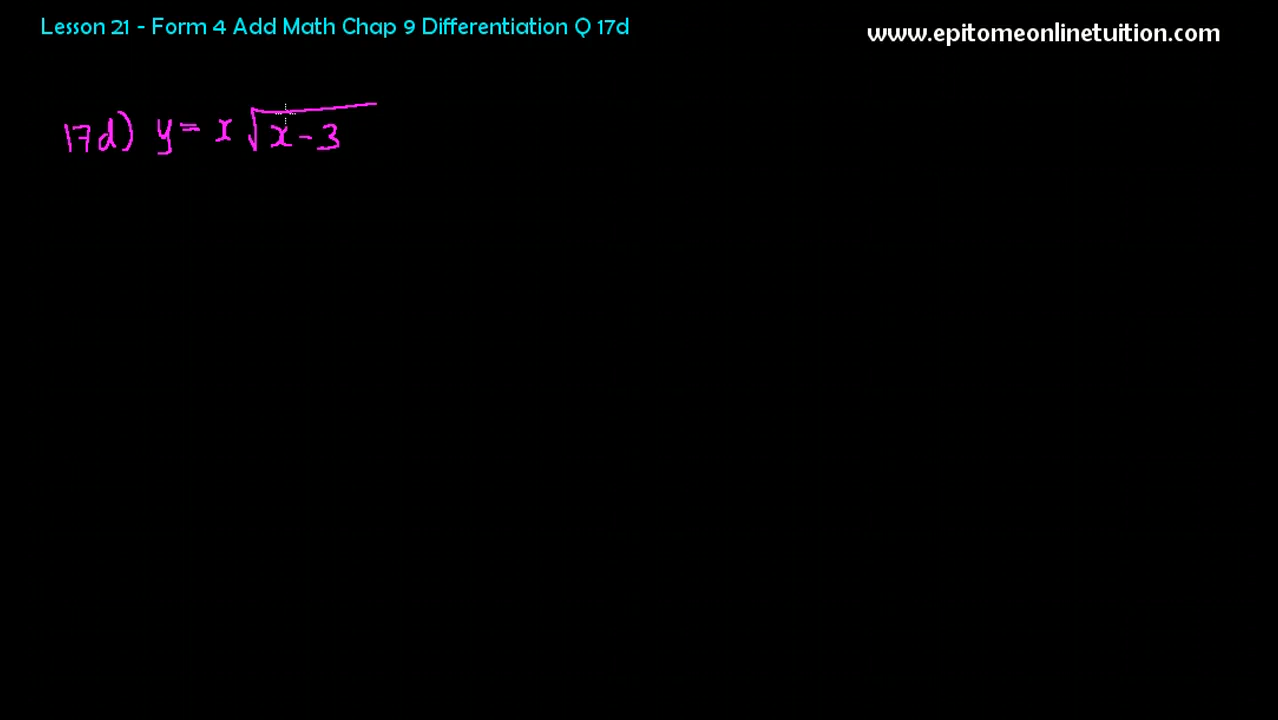 Lesson 21 - Form 4 Add Math Chap 9 Differentiation Q 17d
www.epitomeonlinetuition.com
17d) y = x √x - 3